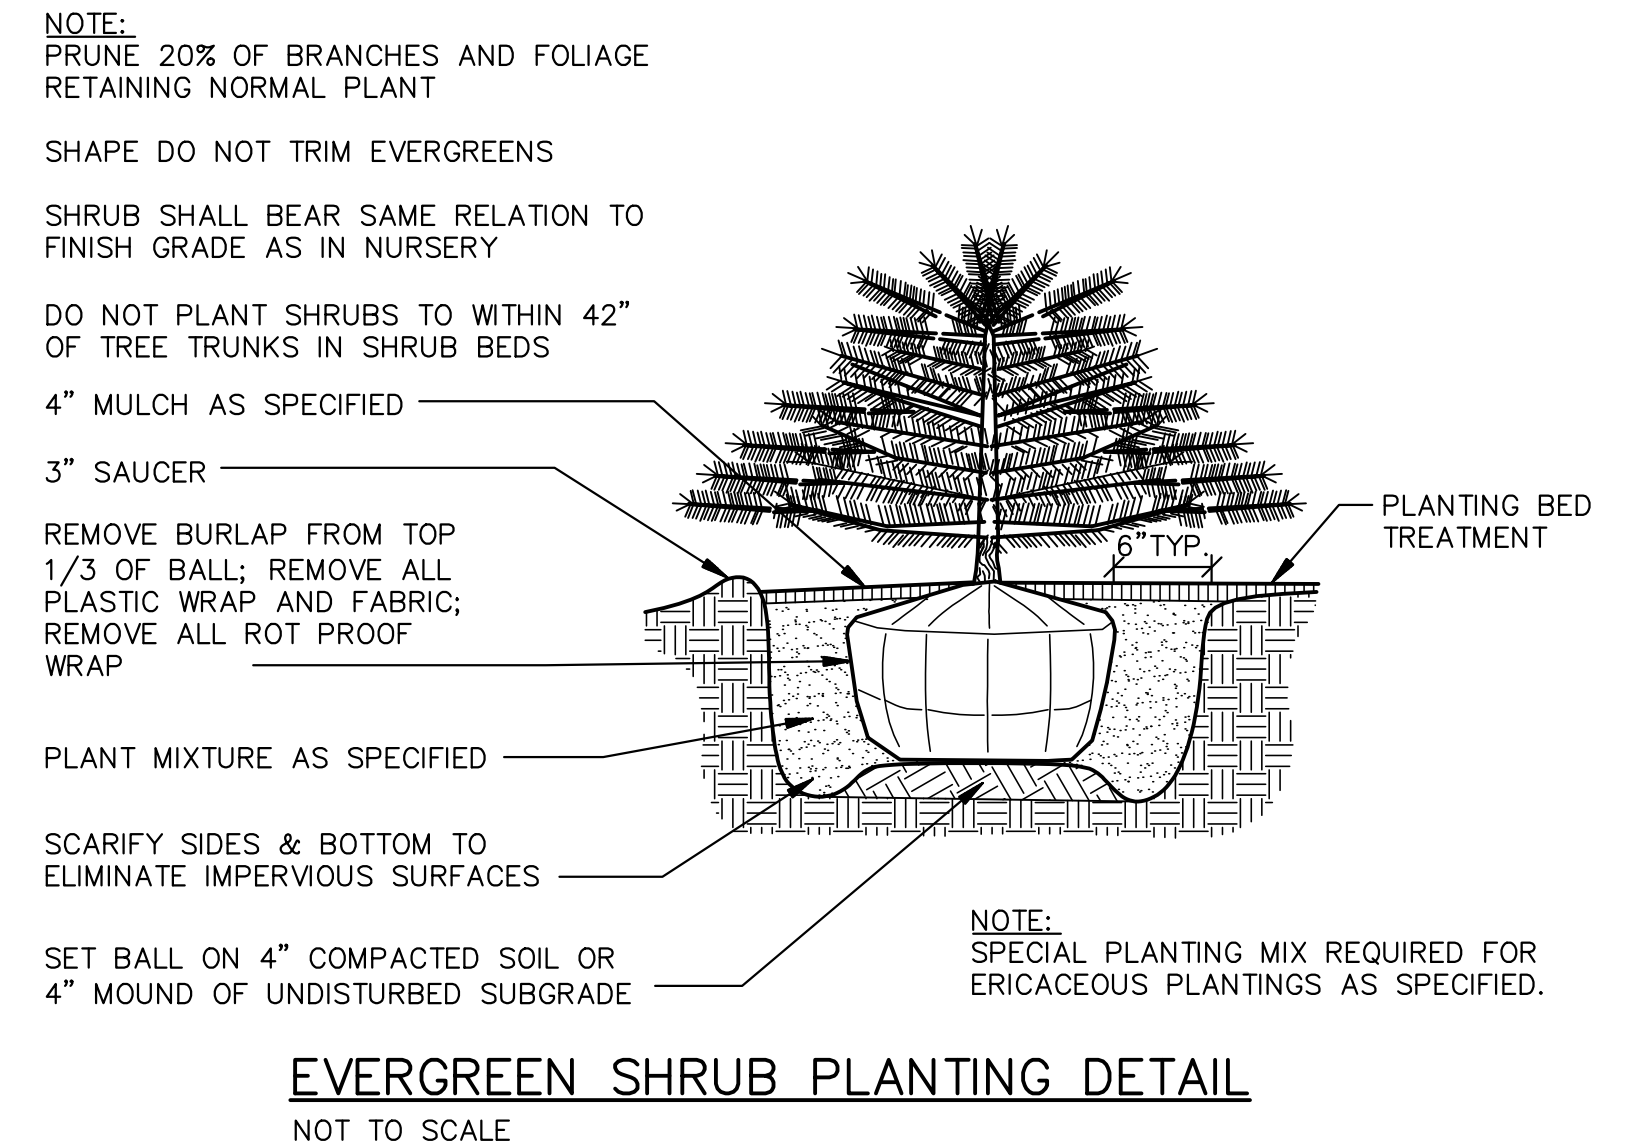 NOTE:
PRUNE 20% OF BRANCHES AND FOLIAGE
RETAINING NORMAL PLANT
SHAPE DO NOT TRIM EVERGREENS
SHRUB SHALL BEAR SAME RELATION TO
FINISH GRADE AS IN NURSERY
DO NOT PLANT SHRUBS TO WITHIN 42”
OF TREE TRUNKS IN SHRUB BEDS
4” MULCH AS SPECIFIED
3” SAUCER
REMOVE BURLAP FROM TOP
1/3 OF BALL; REMOVE ALL
PLASTIC WRAP AND FABRIC;
REMOVE ALL ROT PROOF
WRAP
PLANT MIXTURE AS SPECIFIED
SCARIFY SIDES & BOTTOM TO
ELIMINATE IMPERVIOUS SURFACES
SET BALL ON 4” COMPACTED SOIL OR
4” MOUND OF UNDISTURBED SUBGRADE
6”TYP.
PLANTING BED
TREATMENT
NOTE:
SPECIAL PLANTING MIX REQUIRED FOR
ERICACEOUS PLANTINGS AS SPECIFIED.
EVERGREEN SHRUB PLANTING DETAIL
NOT TO SCALE